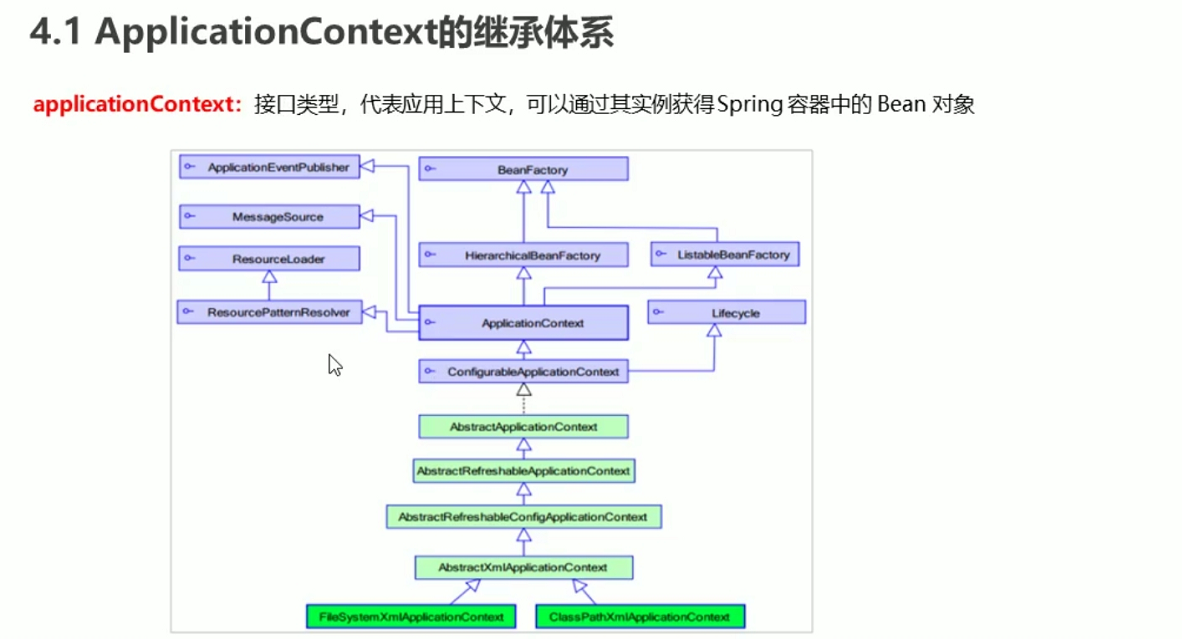 4.1 ApplicationContext的继承体系
applicationContext：接口类型，代表应用上下文，可以通过其实例获得Spring 容器中的 Bean 对象
ApplicationEventPublisher
BeanFactory
MessageSource
ResourceLoader
HierarchicalBeanFactory
ListableBeanFactory
ResourcePatternResolver
ApplicationContext
Lifecycle
ConfigurableApplicationContext
AbstractApplicationContext
AbstractRefreshableApplicationContext
AbstractRefreshableConfigApplicationContext
AbstractXmlApplicationContext
FileSystemXmlApplicationContext
ClassPathXmlApplicationContext